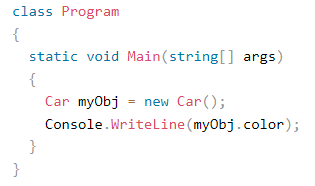 class Program
{
  static void Main(string[] args)
  {
    Car myObj = new Car();
    Console.WriteLine(myObj.color);
  }
}